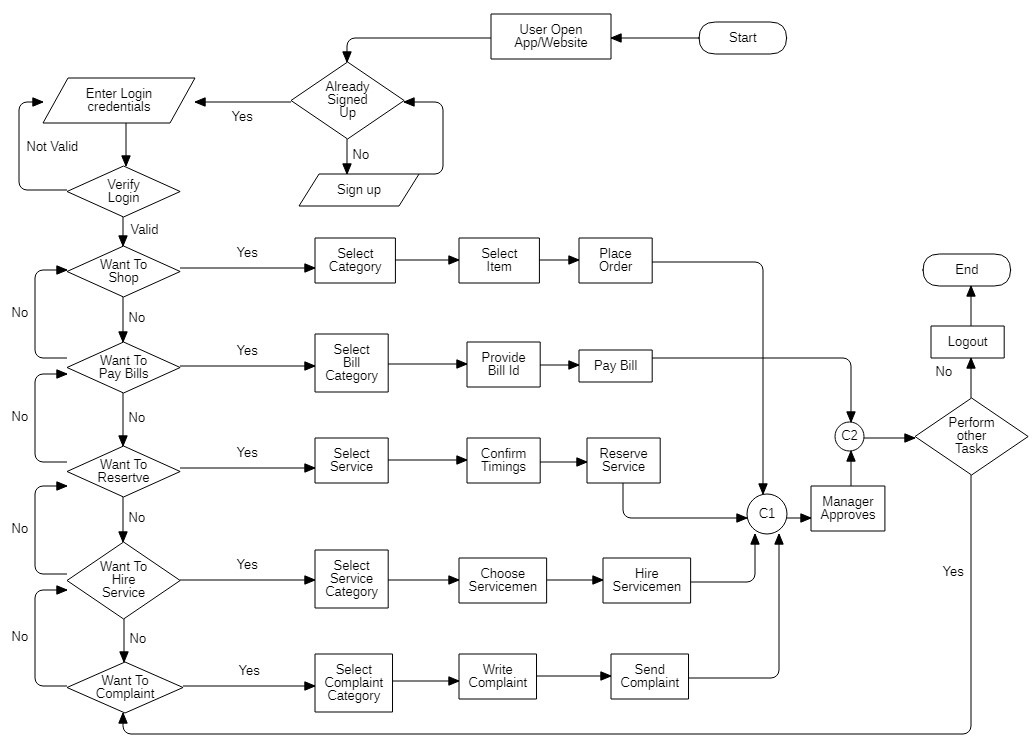 User Open
App/Website
Start
Already
Signed
Up
Enter Login
credentials
Yes
Not Valid
No
Sign up
Verify
Login
Valid
Want To
Shop
Yes
Select
Category
Select
Item
Place
Order
End
No
No
Logout
Want To
Pay Bills
Yes
Select
Bill
Category
Provide
Bill Id
Pay Bill
No
No
No
C2
Perform
other
Tasks
Want To
Resertve
Yes
Select
Service
Confirm
Timings
Reserve
Service
No
No
C1
Manager
Approves
Want To
Hire
Service
Yes
Select
Service
Category
Choose
Servicemen
Hire
Servicemen
Yes
No
No
Want To
Complaint
Yes
Select
Complaint
Category
Write
Complaint
Send
Complaint